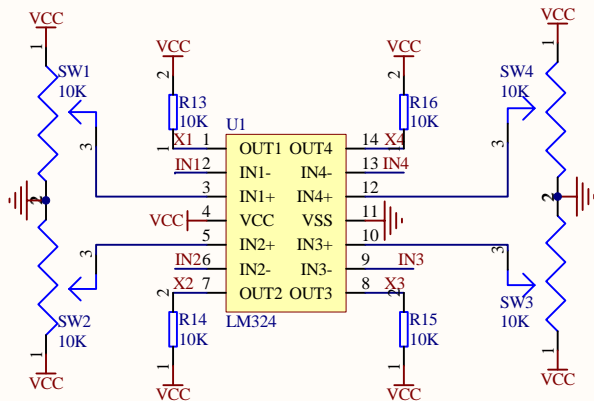 VCC VCC VCC VCC
1 2 2 1
SW1 R13 R16 SW4
10K 10K U1 10K 10K
X1 1 1 OUT1 OUT4 14 1 X4
3 IN1 2 IN1- IN4- 13 IN4 3
3 IN1+ IN4+ 12
2 VCC 4 VCC VSS 11 2
5 IN2+ IN3+ 10
3 IN2 6 IN2- IN3- 9 IN3 3
X2 2 7 OUT2 OUT3 8 2 X3
SW2 R14 LM324 R15 SW3
10K 10K 10K 10K
1 1 1 1
VCC VCC VCC VCC